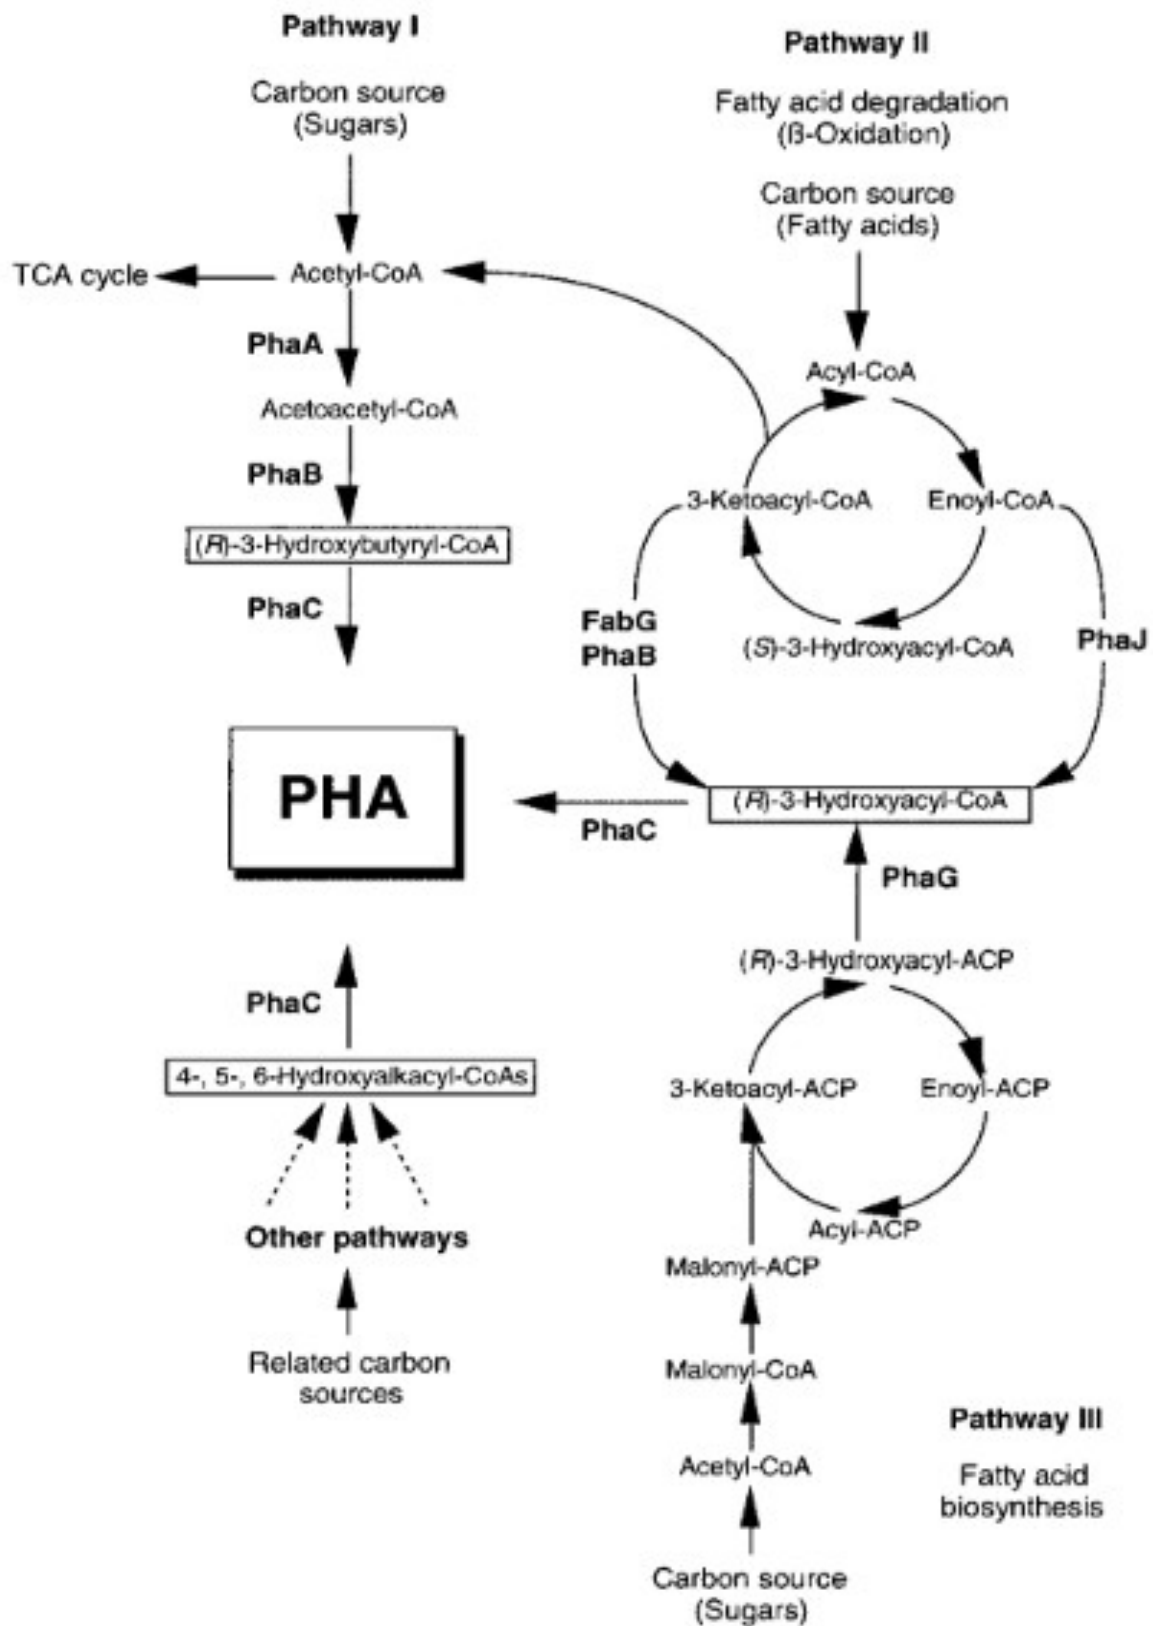 Pathway I
Carbon source
(Sugars)
TCA cycle
Acetyl-CoA
PhaA
Acetoacetyl-CoA
PhaB
(R)-3-Hydroxybutyryl-CoA
PhaC
PHA
PhaC
4-, 5-, 6-Hydroxyalkacyl-CoAs
Other pathways
Related carbon
sources
Pathway II
Fatty acid degradation
(ß-Oxidation)
Carbon source
(Fatty acids)
Acyl-CoA
3-Ketoacyl-CoA
Enoyl-CoA
FabG
PhaB
(S)-3-Hydroxyacyl-CoA
PhaJ
(R)-3-Hydroxyacyl-CoA
PhaC
PhaG
(R)-3-Hydroxyacyl-ACP
3-Ketoacyl-ACP
Enoyl-ACP
Acyl-ACP
Malonyl-ACP
Malonyl-CoA
Acetyl-CoA
Carbon source
(Sugars)
Pathway III
Fatty acid
biosynthesis